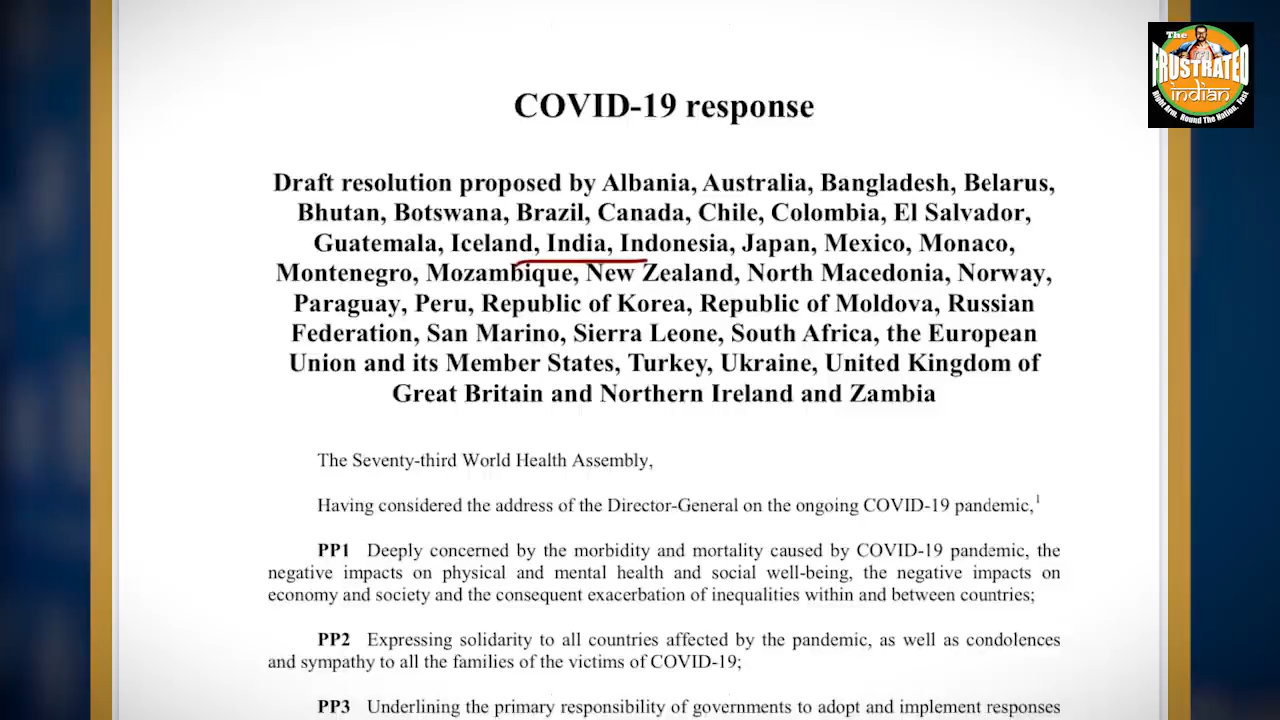 The
FRUSTRATED
indian
Right Arm, Round The Nation, Fast
COVID-19 response
Draft resolution proposed by Albania, Australia, Bangladesh, Belarus,
Bhutan, Botswana, Brazil, Canada, Chile, Colombia, El Salvador,
Guatemala, Iceland, India, Indonesia, Japan, Mexico, Monaco,
Montenegro, Mozambique, New Zealand, North Macedonia, Norway,
Paraguay, Peru, Republic of Korea, Republic of Moldova, Russian
Federation, San Marino, Sierra Leone, South Africa, the European
Union and its Member States, Turkey, Ukraine, United Kingdom of
Great Britain and Northern Ireland and Zambia
The Seventy-third World Health Assembly,
Having considered the address of the Director-General on the ongoing COVID-19 pandemic,1
PP1 Deeply concerned by the morbidity and mortality caused by COVID-19 pandemic, the
negative impacts on physical and mental health and social well-being, the negative impacts on
economy and society and the consequent exacerbation of inequalities within and between countries;
PP2 Expressing solidarity to all countries affected by the pandemic, as well as condolences
and sympathy to all the families of the victims of COVID-19;
PP3 Underlining the primary responsibility of governments to adopt and implement responses